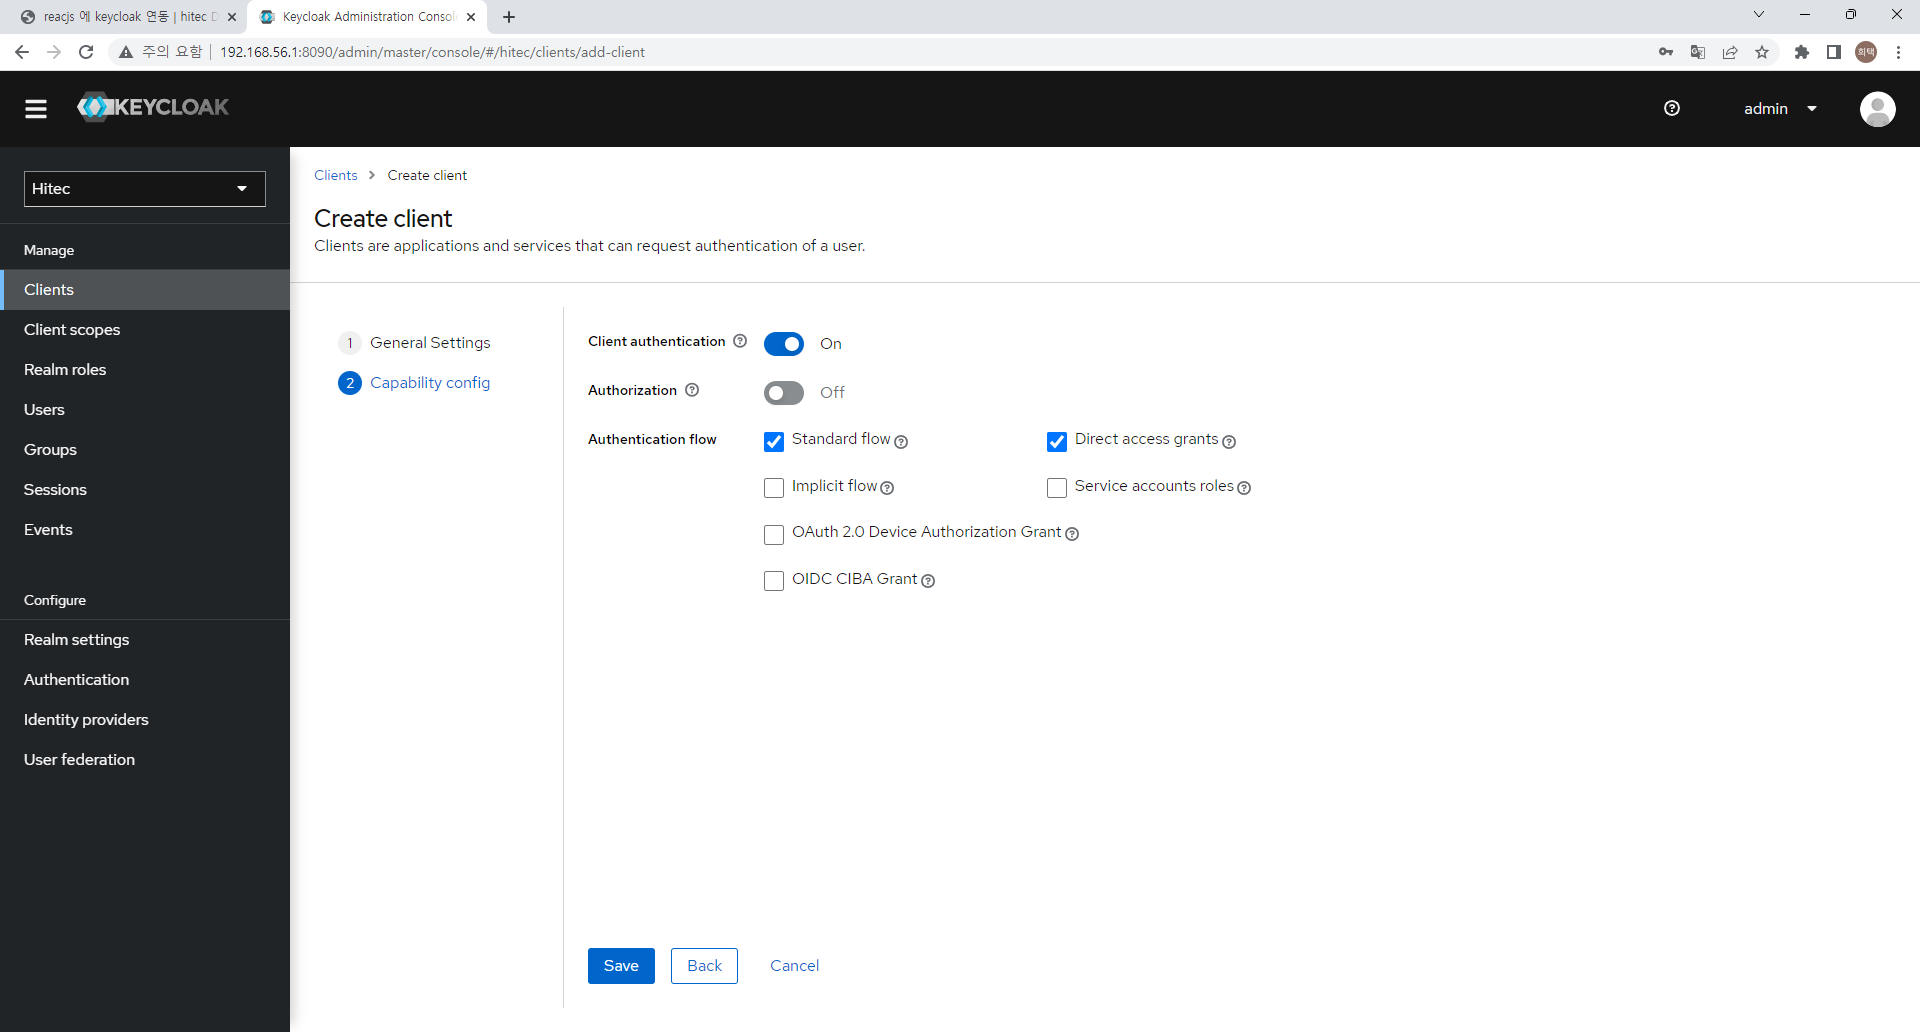 reacjs 에 keycloak 연동 | hitec D
Keycloak Administration Consol
주의 요함
192.168.56.1:8090/admin/master/console/#/hitec/clients/add-client
희택
KEYCLOAK
admin
Hitec
Manage
Clients
Client scopes
Realm roles
Users
Groups
Sessions
Events
Configure
Realm settings
Authentication
Identity providers
User federation
Clients > Create client
Create client
Clients are applications and services that can request authentication of a user.
1 General Settings
2 Capability config
Client authentication On
Authorization Off
Authentication flow
Standard flow
Direct access grants
Implicit flow
Service accounts roles
OAuth 2.0 Device Authorization Grant
OIDC CIBA Grant
Save
Back
Cancel